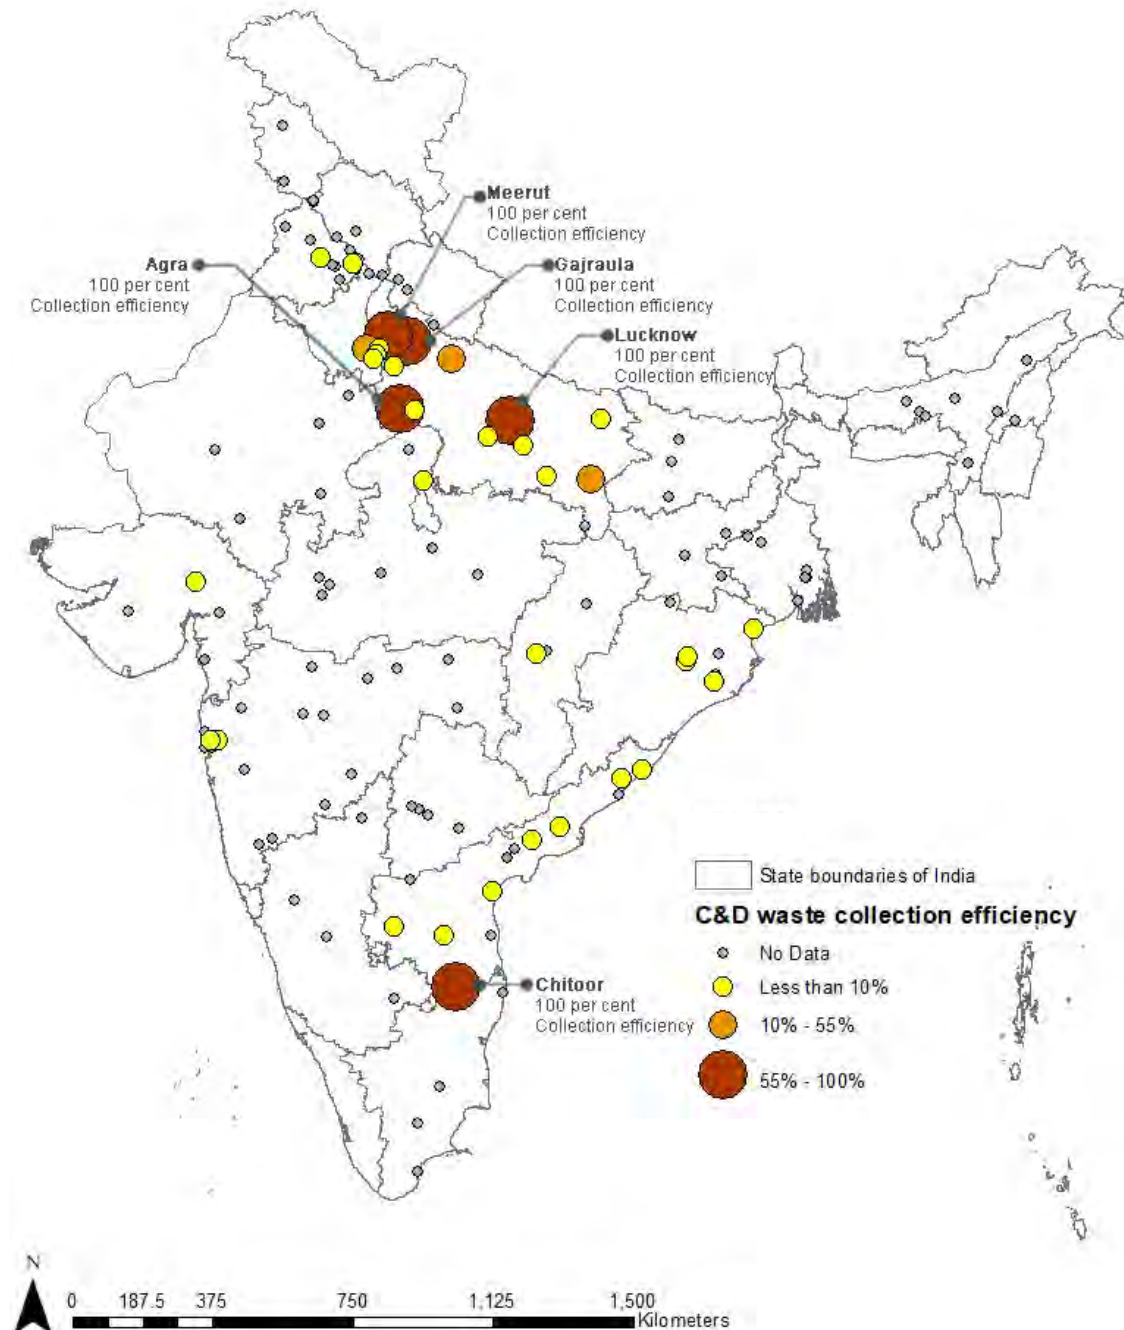 Meerut
100 per cent
Collection efficiency
Agra
100 per cent
Collection efficiency
Gajraula
100 per cent
Collection efficiency
Lucknow
100 per cent
Collection efficiency
State boundaries of India
C&D waste collection efficiency
No Data
Less than 10%
10% - 55%
55% - 100%
Chitoor
100 per cent
Collection efficiency
N
0 187.5 375 750 1,125 1,500
Kilometers